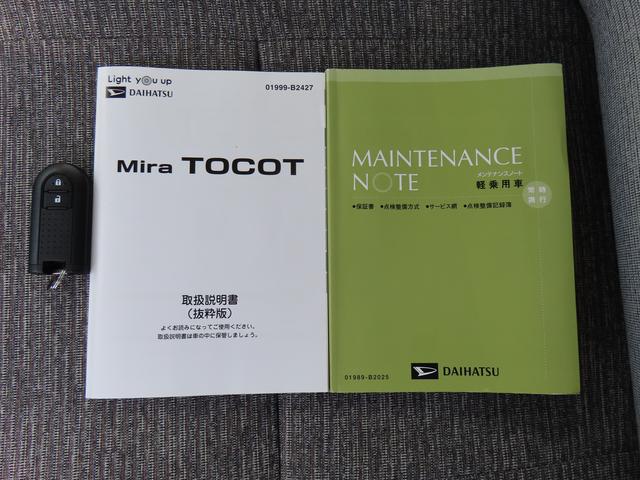 Light you up
DAIHATSU
01999-B2427
Mira TOCOT
取扱説明書
（抜粋版）
よくお読みになってご使用ください。
取扱説明書は車の中に保管しましょう。
MAINTENANCE
NOTE
メンテナンスノート
軽乗用車
常時
携行
●保証書 ●点検整備方式 ●サービス網 ●点検整備記録簿
01989-B2025
DAIHATSU